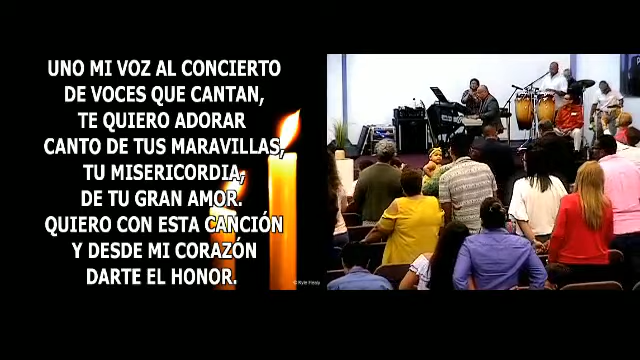 UNO MI VOZ AL CONCIERTO
DE VOCES QUE CANTAN,
TE QUIERO ADORAR
CANTO DE TUS MARAVILLAS,
TU MISERICORDIA,
DE TU GRAN AMOR.
QUIERO CON ESTA CANCIÓN
Y DESDE MI CORAZÓN
DARTE EL HONOR.